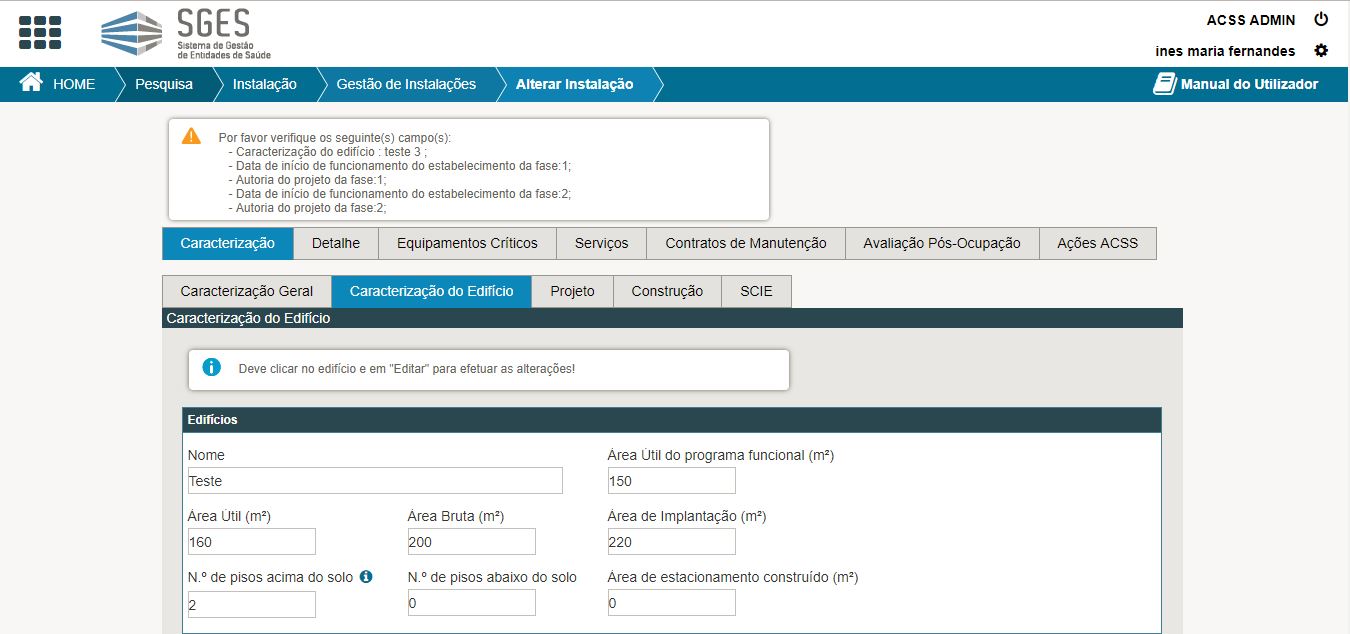 SGES
Sistema de Gestão
de Entidades de Saúde
ACSS ADMIN
ines maria fernandes
HOME Pesquisa Instalação Gestão de Instalações Alterar Instalação Manual do Utilizador
Por favor verifique os seguinte(s) campo(s):
- Caracterização do edifício : teste 3 ;
- Data de início de funcionamento do estabelecimento da fase:1;
- Autoria do projeto da fase:1;
- Data de início de funcionamento do estabelecimento da fase:2;
- Autoria do projeto da fase:2;
Caracterização Detalhe Equipamentos Críticos Serviços Contratos de Manutenção Avaliação Pós-Ocupação Ações ACSS
Caracterização Geral Caracterização do Edifício Projeto Construção SCIE
Caracterização do Edifício
Deve clicar no edifício e em "Editar" para efetuar as alterações!
Edifícios
Nome Área Útil do programa funcional (m²)
Teste 150
Área Útil (m²) Área Bruta (m²) Área de Implantação (m²)
160 200 220
N.º de pisos acima do solo N.º de pisos abaixo do solo Área de estacionamento construído (m²)
2 0 0